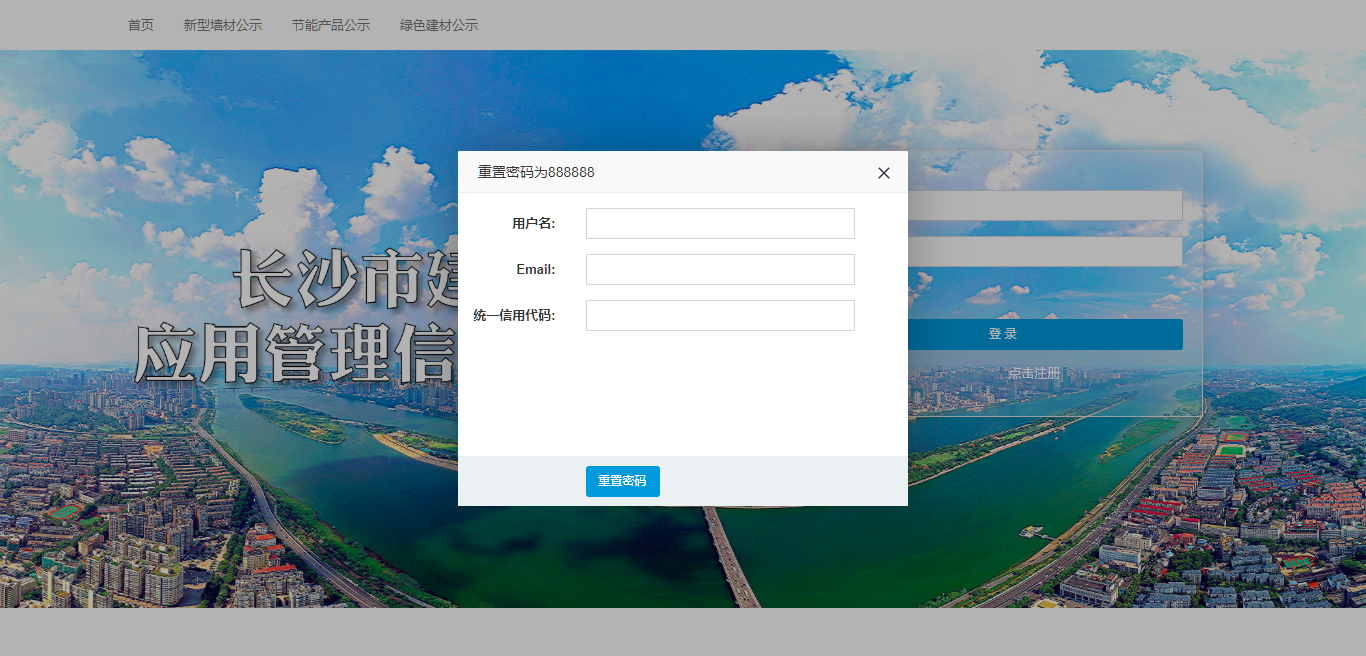 首页 新型墙材公示 节能产品公示 绿色建材公示
重置密码为888888
用户名:
Email:
统一信用代码:
重置密码
长沙市建
应用管理信
登录
点击注册